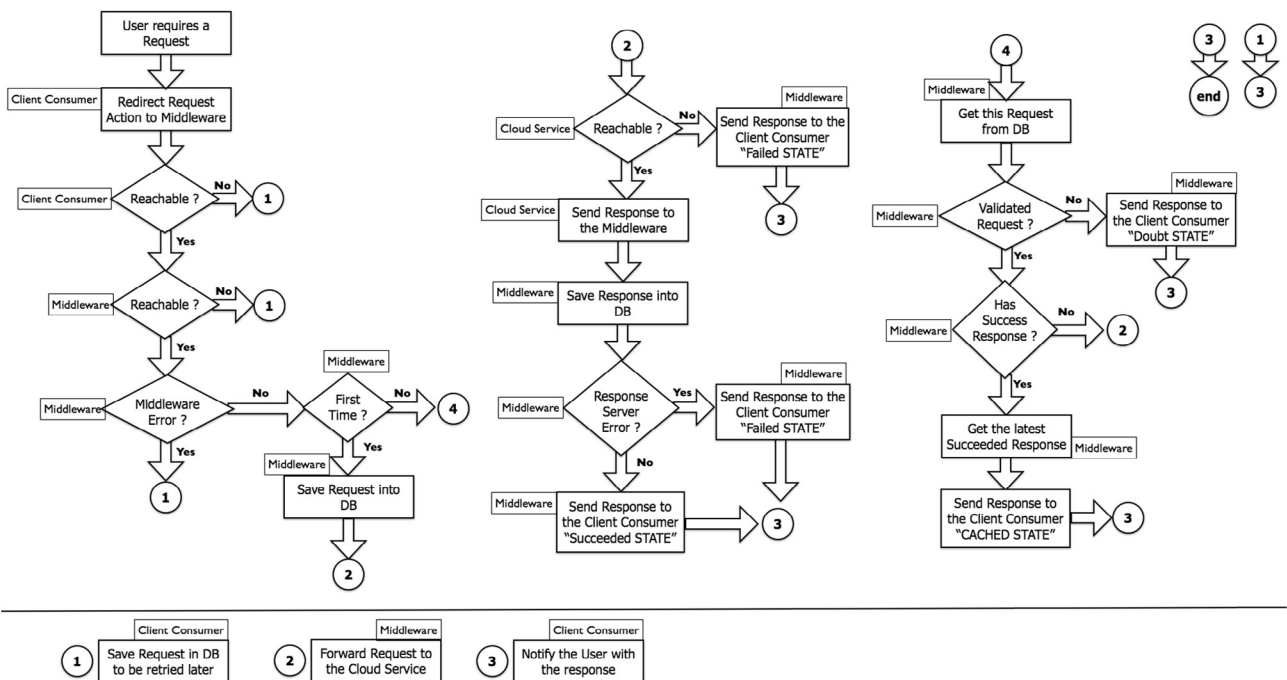 User requires a
Request
Client Consumer
Redirect Request
Action to Middleware
Client Consumer
Reachable ?
No
1
Yes
Middleware
Reachable ?
No
1
Yes
Middleware
Middleware
Error ?
No
Yes
1
Middleware
First
Time ?
No
4
Yes
Middleware
Save Request into
DB
2
2
Cloud Service
Reachable ?
No
Middleware
Send Response to the
Client Consumer
“Failed STATE”
3
Yes
Cloud Service
Send Response to
the Middleware
Middleware
Save Response into
DB
Middleware
Response
Server
Error ?
Yes
Middleware
Send Response to the
Client Consumer
“Failed STATE”
No
Middleware
Send Response to
the Client Consumer
“Succeeded STATE”
3
4
Middleware
Get this Request
from DB
Middleware
Validated
Request ?
No
Middleware
Send Response to
the Client Consumer
“Doubt STATE”
3
Yes
Middleware
Has
Success
Response ?
No
2
Yes
Get the latest
Succeeded Response
Middleware
Send Response to
the Client Consumer
“CACHED STATE”
3
3
end
1
3
1
Client Consumer
Save Request in DB
to be retried later
2
Middleware
Forward Request to
the Cloud Service
3
Client Consumer
Notify the User with
the response